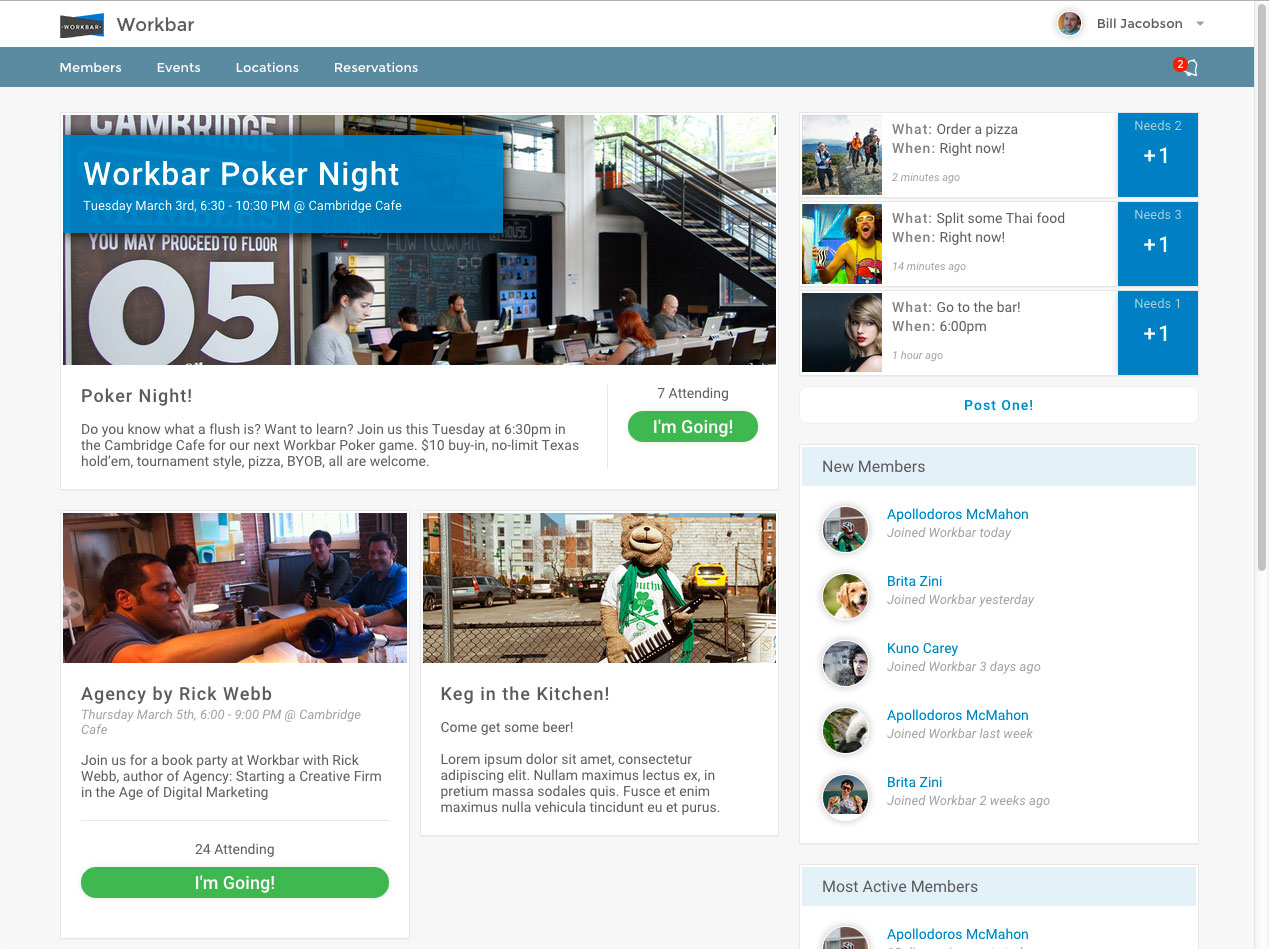 WORKBAR
Workbar
Bill Jacobson
Members
Events
Locations
Reservations
2
CAMBRIDGE
Workbar Poker Night
Tuesday March 3rd, 6:30 - 10:30 PM @ Cambridge Cafe
YOU MAY PROCEED TO FLOOR
05
Poker Night!
Do you know what a flush is? Want to learn? Join us this Tuesday at 6:30pm in
the Cambridge Cafe for our next Workbar Poker game. $10 buy-in, no-limit Texas
hold’em, tournament style, pizza, BYOB, all are welcome.
7 Attending
I'm Going!
Agency by Rick Webb
Thursday March 5th, 6:00 - 9:00 PM @ Cambridge
Cafe
Join us for a book party at Workbar with Rick
Webb, author of Agency: Starting a Creative Firm
in the Age of Digital Marketing
24 Attending
I'm Going!
Keg in the Kitchen!
Come get some beer!
Lorem ipsum dolor sit amet, consectetur
adipiscing elit. Nullam maximus lectus ex, in
pretium massa sodales quis. Fusce et enim
maximus nulla vehicula tincidunt eu et purus.
What: Order a pizza
When: Right now!
2 minutes ago
Needs 2
+1
What: Split some Thai food
When: Right now!
14 minutes ago
Needs 3
+1
What: Go to the bar!
When: 6:00pm
1 hour ago
Needs 1
+1
Post One!
New Members
Apollodoros McMahon
Joined Workbar today
Brita Zini
Joined Workbar yesterday
Kuno Carey
Joined Workbar 3 days ago
Apollodoros McMahon
Joined Workbar last week
Brita Zini
Joined Workbar 2 weeks ago
Most Active Members
Apollodoros McMahon